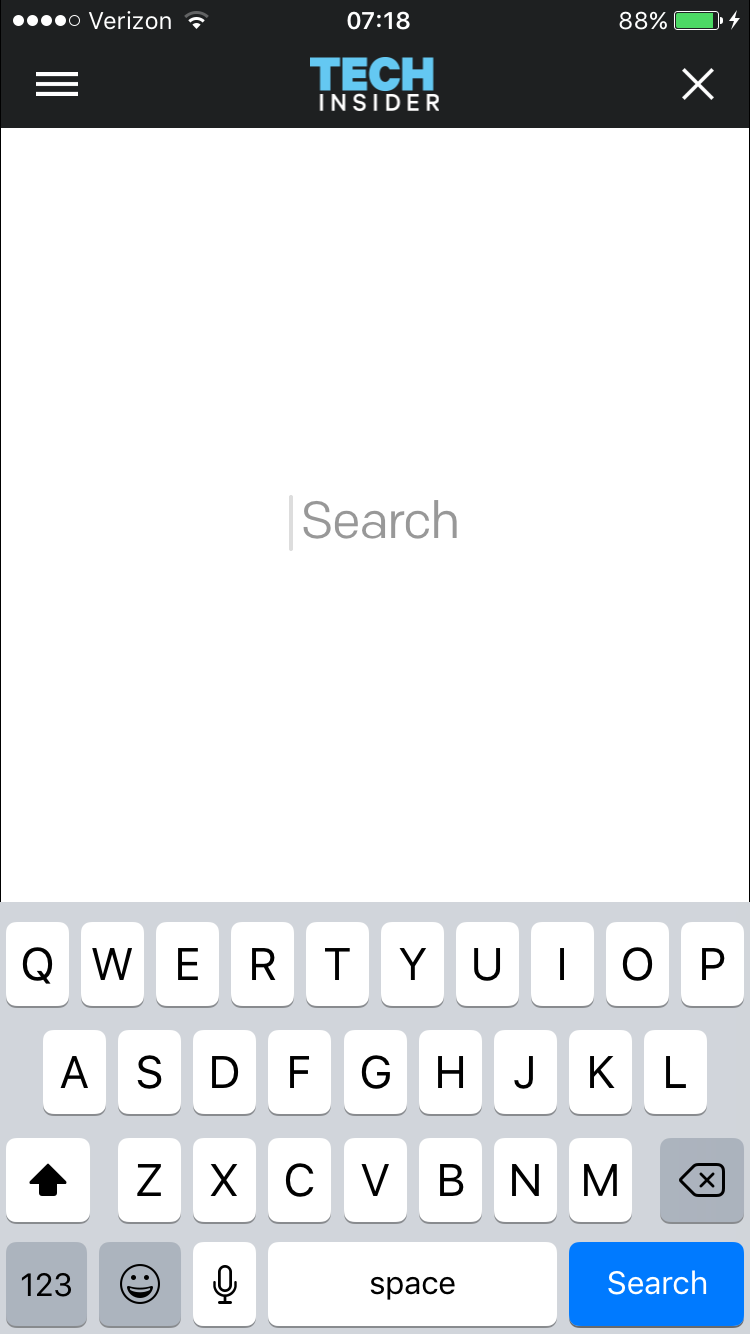 Verizon 07:18 88%
TECH
INSIDER
Search
Q W E R T Y U I O P
A S D F G H J K L
Z X C V B N M
123 space Search